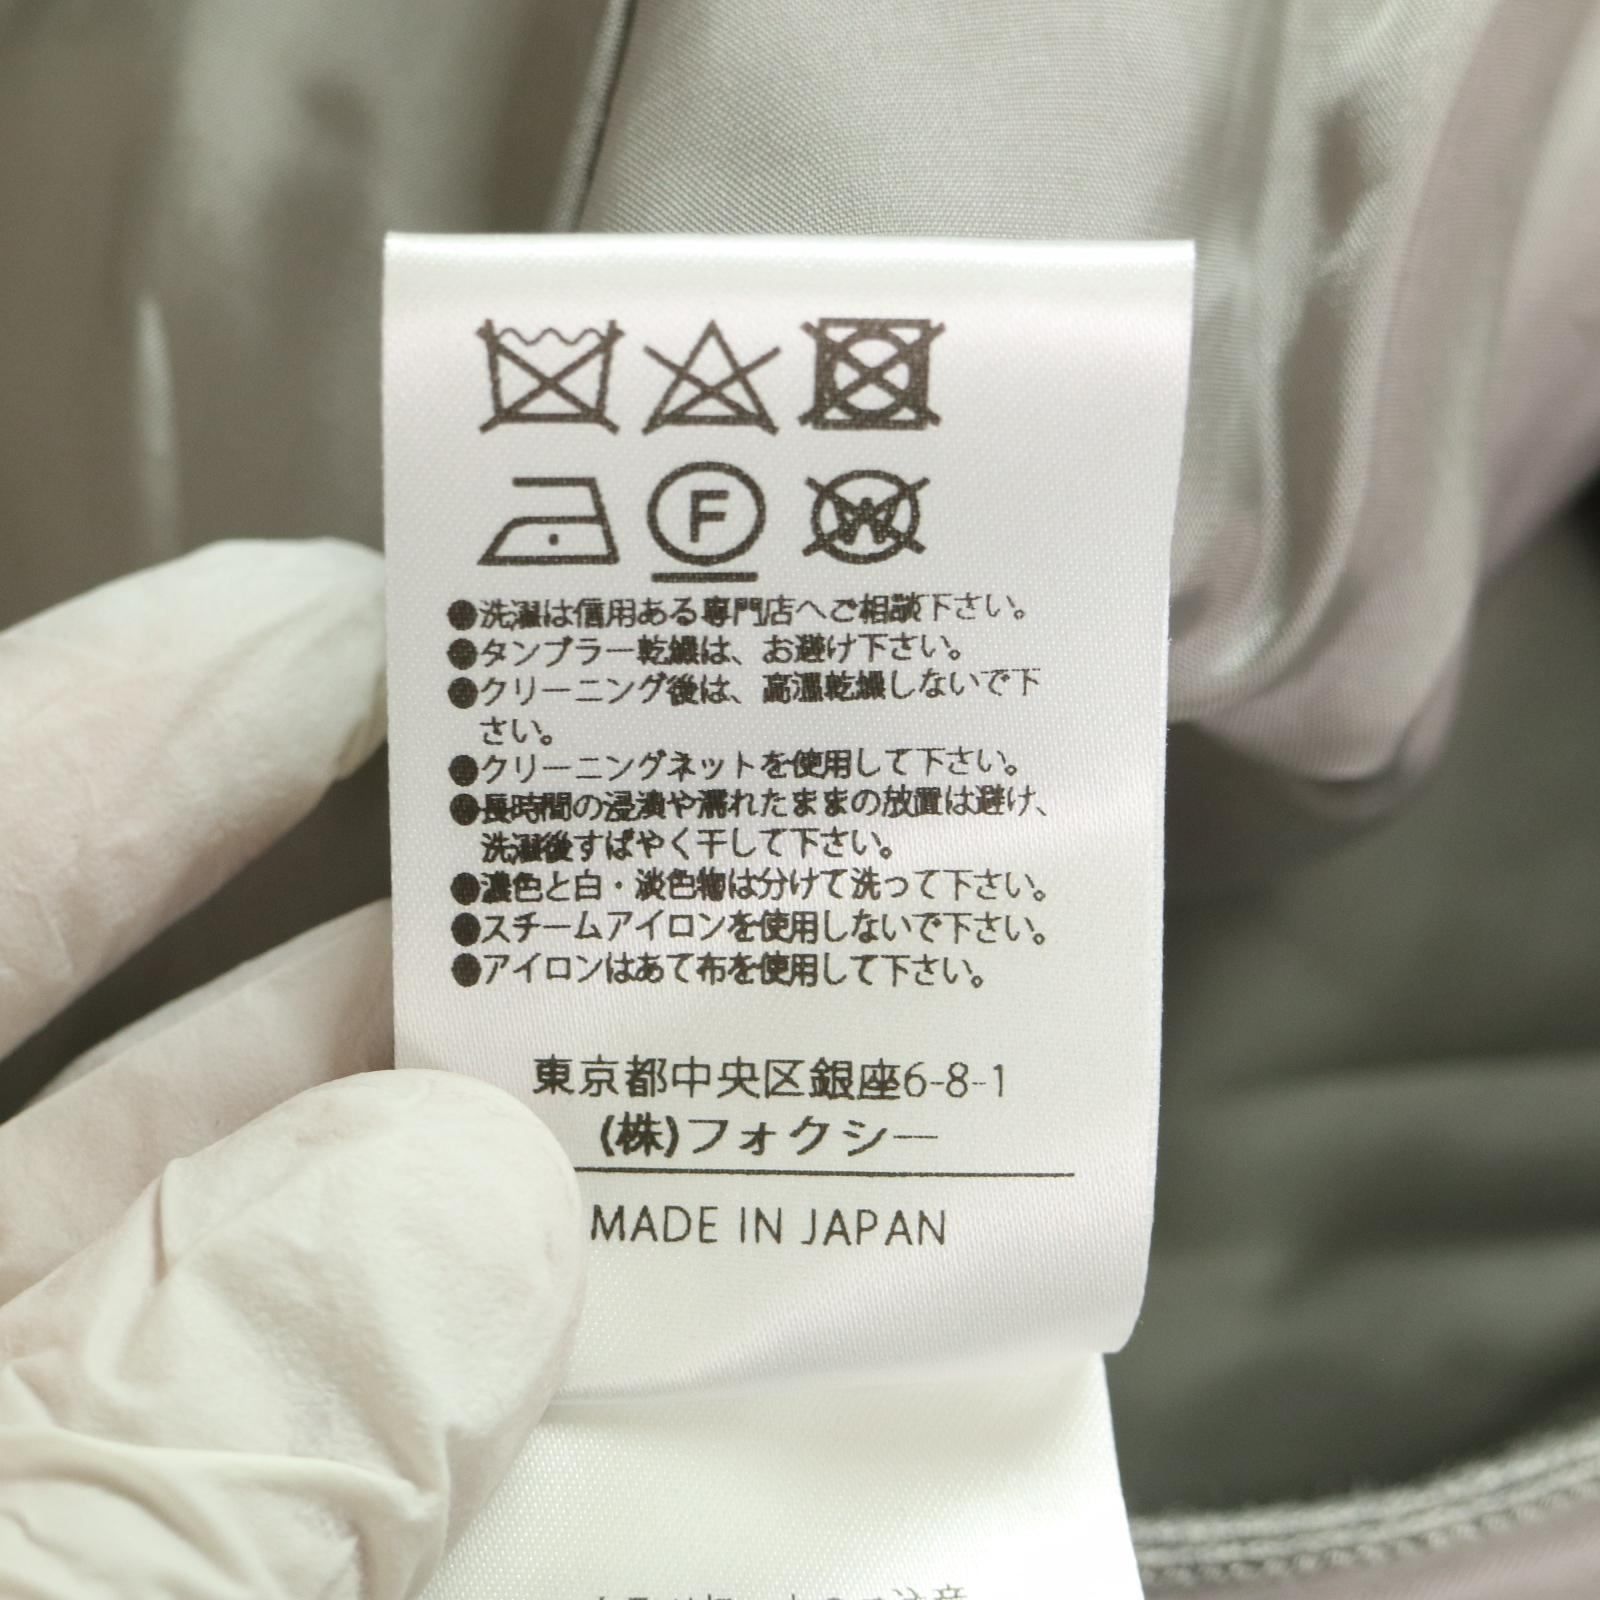 F
W
●洗濯は信用ある専門店へご相談下さい。
●タンブラー乾燥は、お避け下さい。
●クリーニング後は、高温乾燥しないで下
さい。
●クリーニングネットを使用して下さい。
●長時間の浸漬や濡れたままの放置は避け、
洗濯後すばやく干して下さい。
●濃色と白・淡色物は分けて洗って下さい。
●スチームアイロンを使用しないで下さい。
●アイロンはあて布を使用して下さい。
東京都中央区銀座6-8-1
(株)フォクシー
MADE IN JAPAN